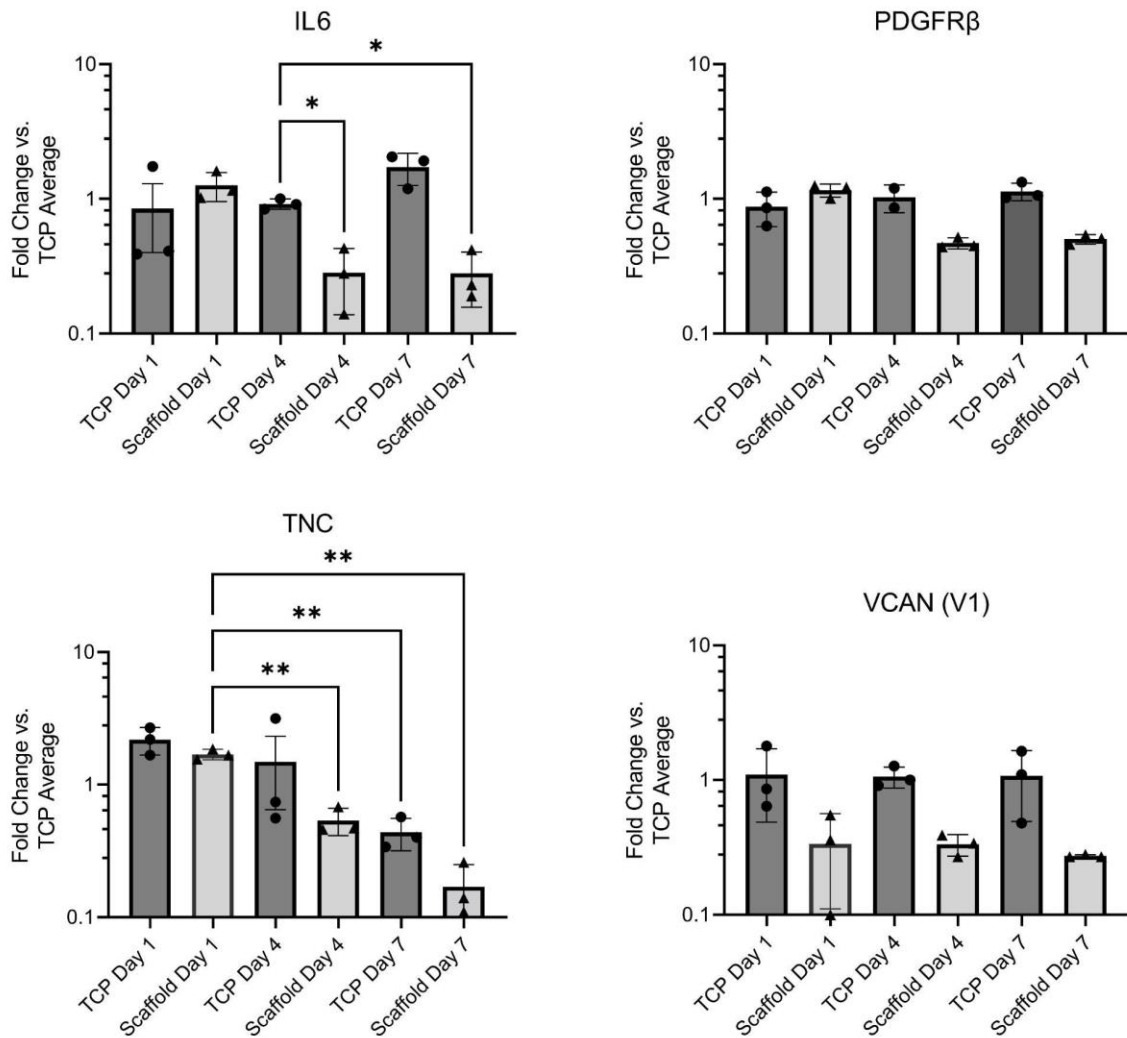 IL6
Fold Change vs.
TCP Average
10
1
0.1
*
*
TCP Day 1
Scaffold Day 1
TCP Day 4
Scaffold Day 4
TCP Day 7
Scaffold Day 7
PDGFRβ
Fold Change vs.
TCP Average
10
1
0.1
TCP Day 1
Scaffold Day 1
TCP Day 4
Scaffold Day 4
TCP Day 7
Scaffold Day 7
TNC
Fold Change vs.
TCP Average
10
1
0.1
**
**
**
TCP Day 1
Scaffold Day 1
TCP Day 4
Scaffold Day 4
TCP Day 7
Scaffold Day 7
VCAN (V1)
Fold Change vs.
TCP Average
10
1
0.1
TCP Day 1
Scaffold Day 1
TCP Day 4
Scaffold Day 4
TCP Day 7
Scaffold Day 7